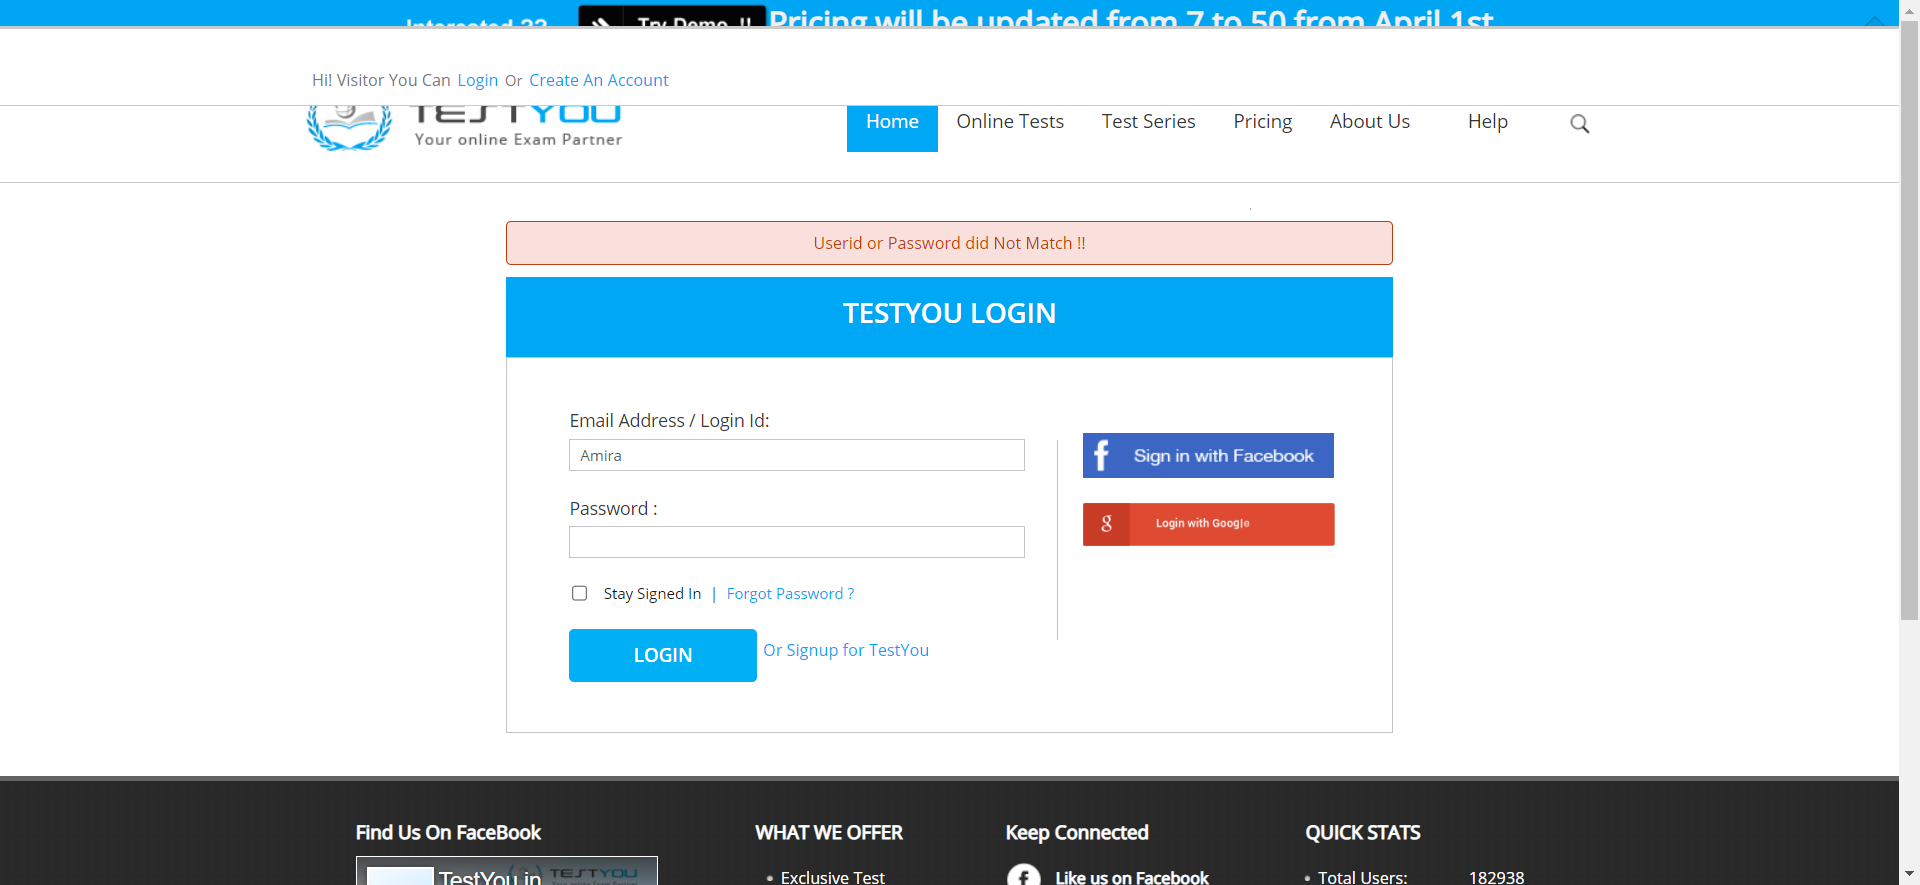 Interested ??
Try Demo !!
Pricing will be updated from 7 to 50 from April 1st
Hi! Visitor You Can Login Or Create An Account
TESTYOU
Your online Exam Partner
Home
Online Tests
Test Series
Pricing
About Us
Help
Userid or Password did Not Match !!
TESTYOU LOGIN
Email Address / Login Id:
Amira
Sign in with Facebook
Password :
Login with Google
Stay Signed In | Forgot Password ?
LOGIN
Or Signup for TestYou
Find Us On FaceBook
TESTYOU
TestYou.in
WHAT WE OFFER
Exclusive Test
Keep Connected
Like us on Facebook
QUICK STATS
Total Users: 182938